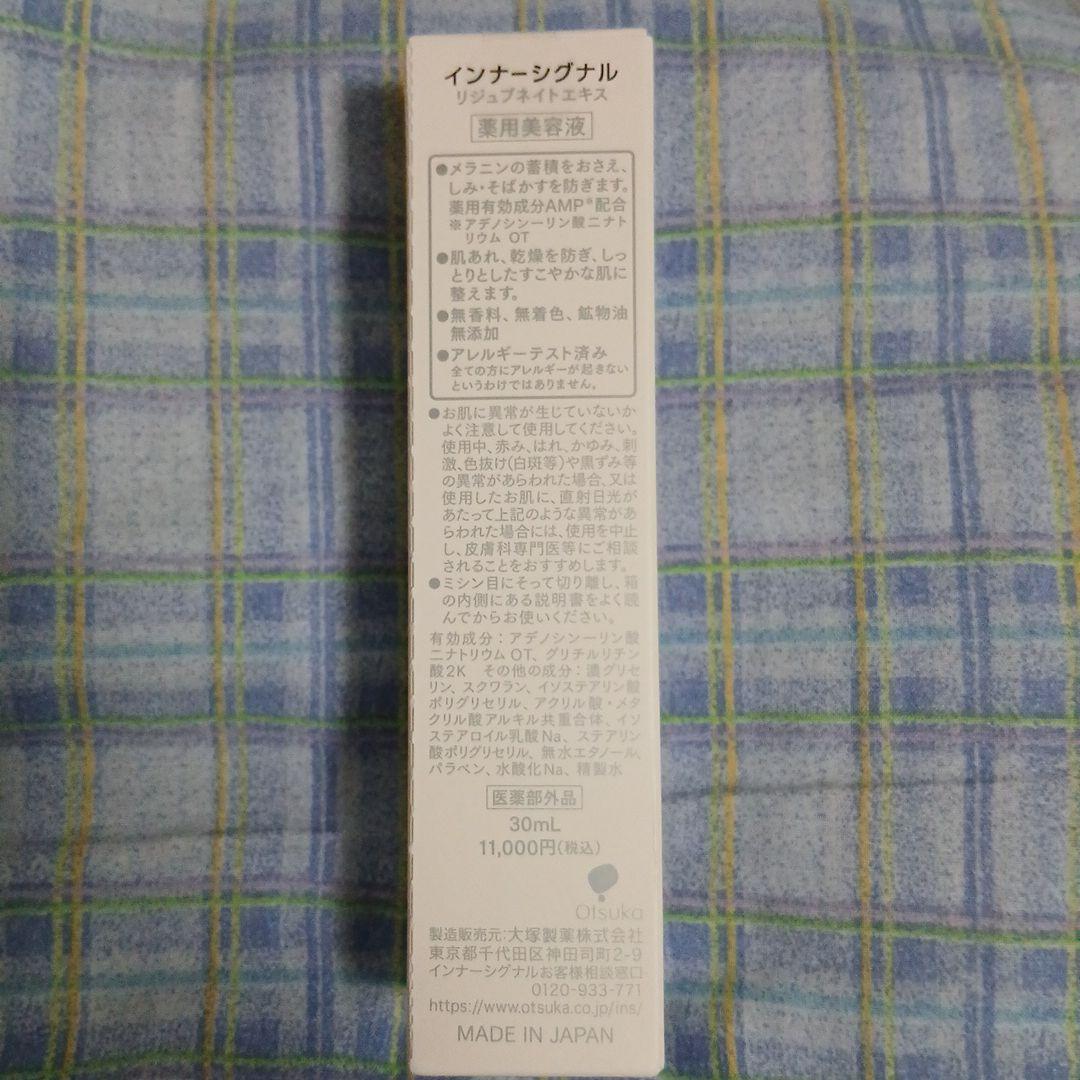 インナーシグナル
リジュブネイトエキス
薬用美容液
●メラニンの蓄積をおさえ、
しみ・そばかすを防ぎます。
薬用有効成分AMP※配合
※アデノシン一リン酸二ナト
リウム OT
●肌あれ、乾燥を防ぎ、しっ
とりとしたすこやかな肌に
整えます。
●無香料、無着色、鉱物油
無添加
●アレルギーテスト済み
全ての方にアレルギーが起きない
というわけではありません。
●お肌に異常が生じていないか
よく注意して使用してください。
使用中、赤み、はれ、かゆみ、刺
激、色抜け(白斑等)や黒ずみ等
の異常があらわれた場合、又は
使用したお肌に、直射日光が
あたって上記のような異常があ
らわれた場合には、使用を中止
し、皮膚科専門医等にご相談
されることをおすすめします。
●ミシン目にそって切り離し、箱
の内側にある説明書をよく読
んでからお使いください。
有効成分：アデノシン一リン酸
二ナトリウム OT、グリチルリチン
酸2K その他の成分：濃グリセ
リン、スクワラン、イソステアリン酸
ポリグリセリル、アクリル酸・メタ
クリル酸アルキル共重合体、イソ
ステアロイル乳酸Na、ステアリン
酸ポリグリセリル、無水エタノール、
パラベン、水酸化Na、精製水
医薬部外品
30mL
11,000円(税込)
Otsuka
製造販売元：大塚製薬株式会社
東京都千代田区神田司町2-9
インナーシグナルお客様相談窓口
0120-933-771
https://www.otsuka.co.jp/ins/
MADE IN JAPAN